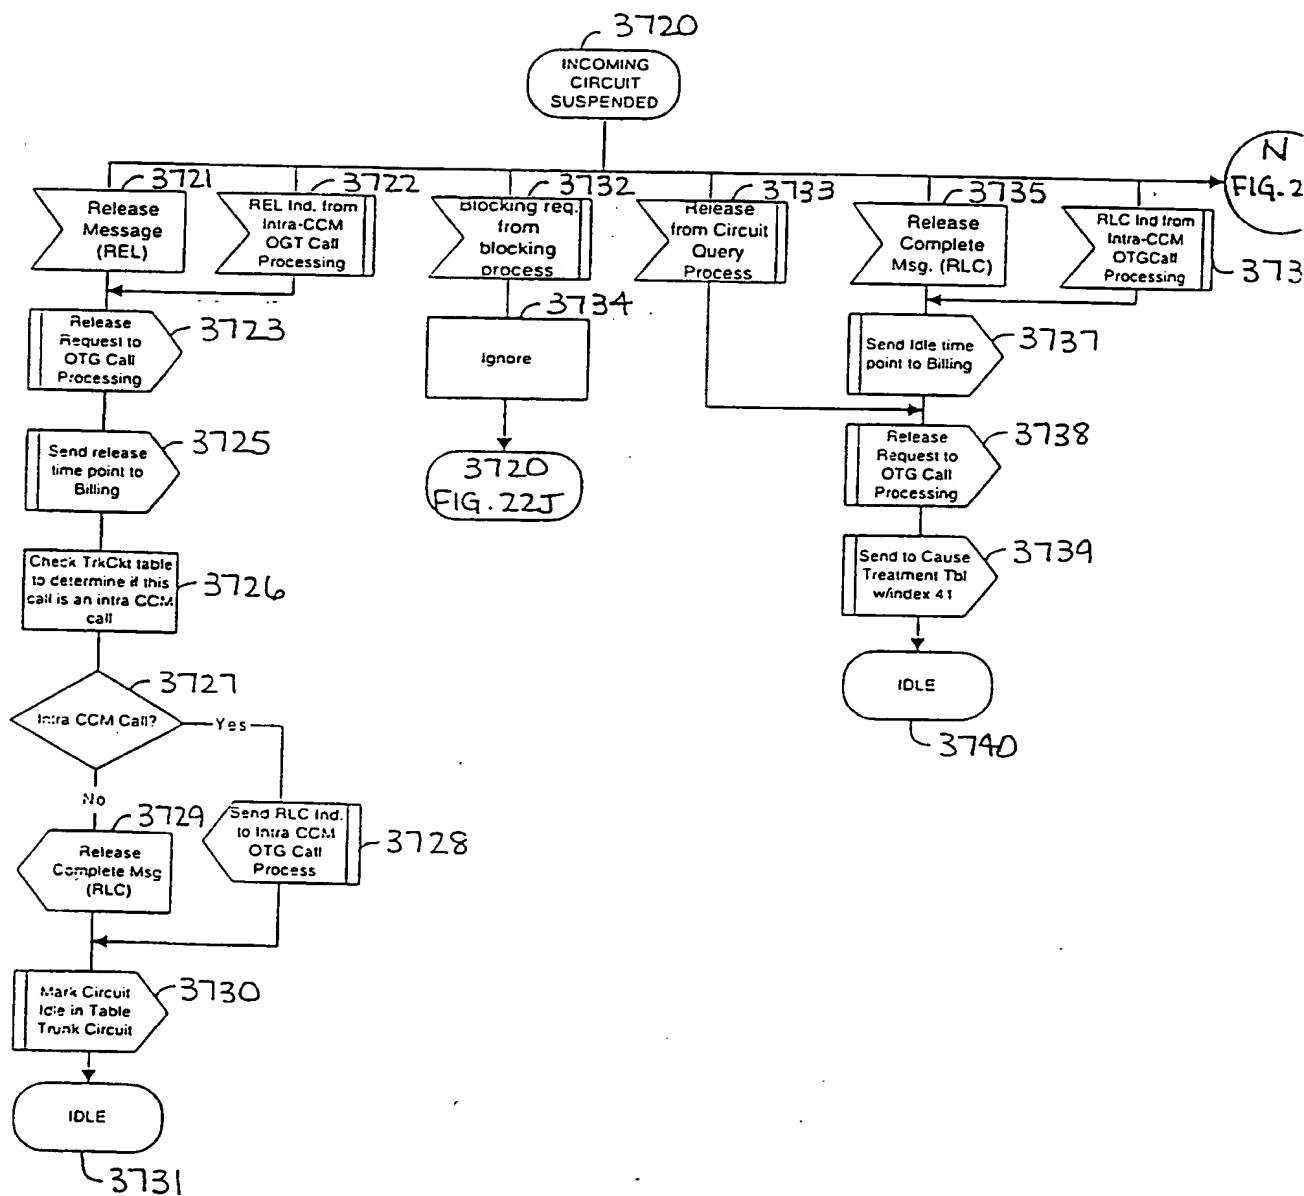 3720
INCOMING
CIRCUIT
SUSPENDED
N
FIG. 2
3721
Release
Message
(REL)
3722
REL Ind. from
Intra-CCM
OGT Call
Processing
3732
Blocking req.
from
blocking
process
3733
Release
from Circuit
Query
Process
3735
Release
Complete
Msg. (RLC)
RLC Ind from
Intra-CCM
OTGCall
Processing
373
3723
Release
Request to
OTG Call
Processing
3734
Ignore
3737
Send Idle time
point to Billing
3725
Send release
time point to
Billing
3720
FIG. 22J
3738
Release
Request to
OTG Call
Processing
3726
Check TrkCkt table
to determine if this
call is an intra CCM
call
3739
Send to Cause
Treatment Tbl
w/index 41
3727
Intra CCM Call?
Yes
No
IDLE
3740
3729
Release
Complete Msg
(RLC)
Send RLC Ind.
to Intra CCM
OTG Call
Process
3728
3730
Mark Circuit
Idle in Table
Trunk Circuit
IDLE
3731